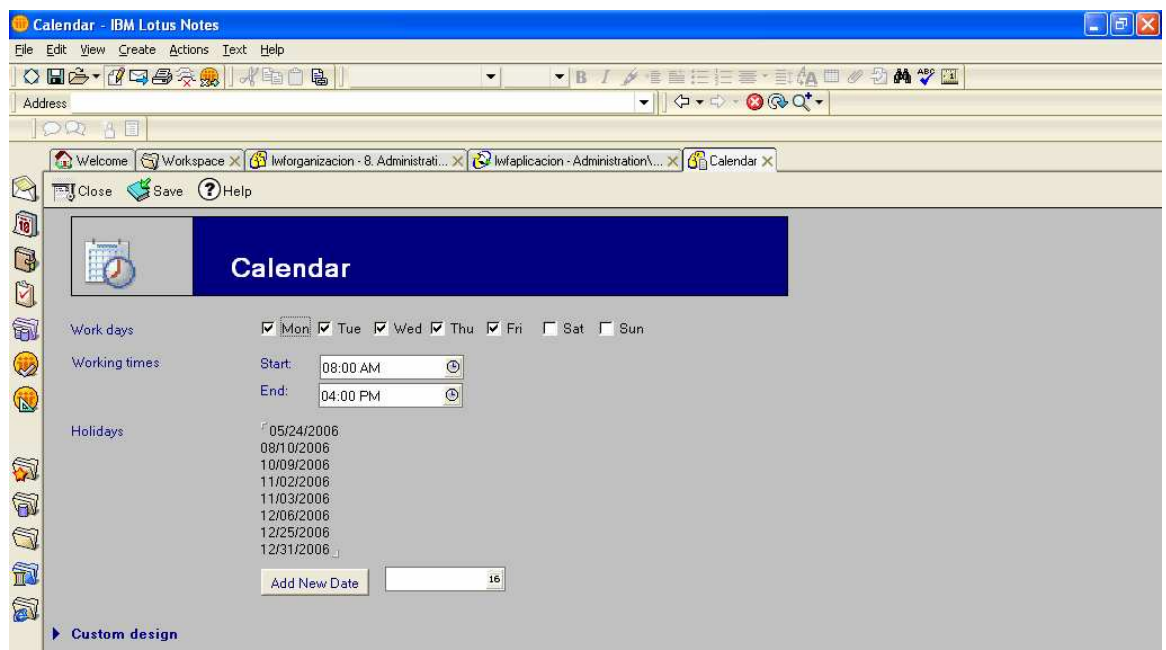 Calendar - IBM Lotus Notes
File Edit View Create Actions Text Help
Address
Welcome Workspace lwforganizacion - 8. Administrati... lwfaplicacion - Administration\... Calendar
Close Save Help
Calendar
Work days Mon Tue Wed Thu Fri Sat Sun
Working times Start: 08:00 AM
End: 04:00 PM
Holidays 05/24/2006
08/10/2006
10/09/2006
11/02/2006
11/03/2006
12/06/2006
12/25/2006
12/31/2006
Add New Date 16
Custom design